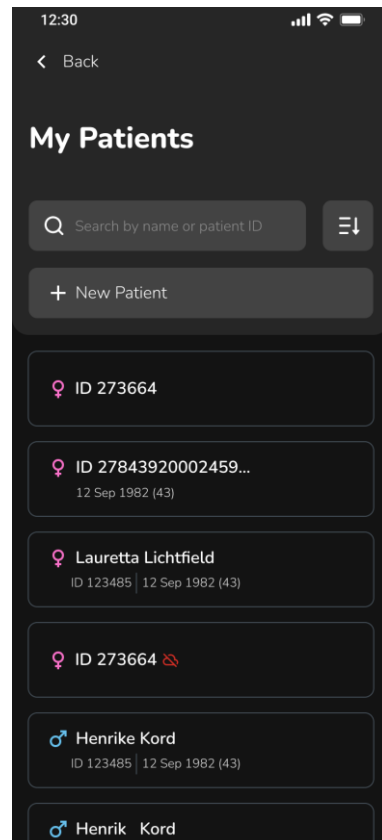 12:30
Back
My Patients
Search by name or patient ID
New Patient
ID 273664
ID 27843920002459...
12 Sep 1982 (43)
Lauretta Lichtfield
ID 123485 12 Sep 1982 (43)
ID 273664
Henrike Kord
ID 123485 12 Sep 1982 (43)
Henrik Kord